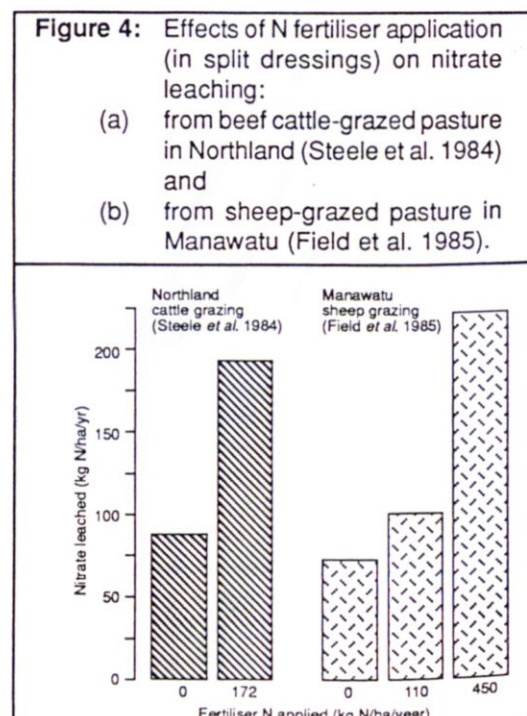 Figure 4: Effects of N fertiliser application
(in split dressings) on nitrate
leaching:
(a) from beef cattle-grazed pasture
in Northland (Steele et al. 1984)
and
(b) from sheep-grazed pasture in
Manawatu (Field et al. 1985).
Northland
cattle grazing
(Steele et al. 1984)
Manawatu
sheep grazing
(Field et al. 1985)
Nitrate leached (kg N/ha/yr)
200
150
100
50
0
0 172 0 110 450
Fertiliser N applied (kg N/ha/year)